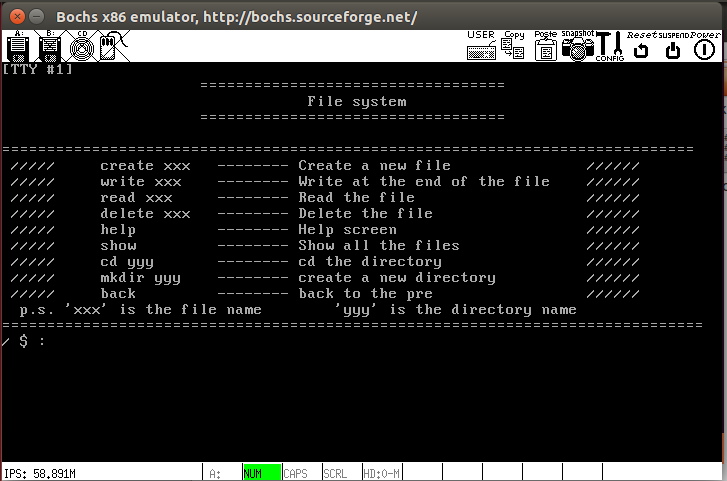 Bochs x86 emulator, http://bochs.sourceforge.net/
A: B: CD USER Copy Paste snapshot CONFIG Reset SUSPEND Power
[TTY #1]
==================================
File system
==================================
=============================================================================
///// create xxx -------- Create a new file //////
///// write xxx -------- Write at the end of the file //////
///// read xxx -------- Read the file //////
///// delete xxx -------- Delete the file //////
///// help -------- Help screen //////
///// show -------- Show all the files //////
///// cd yyy -------- cd the directory //////
///// mkdir yyy -------- create a new directory //////
///// back -------- back to the pre //////
p.s. 'xxx' is the file name 'yyy' is the directory name
==============================================================================
/ $ :
IPS: 58.891M A: NUM CAPS SCRL HD:0-M